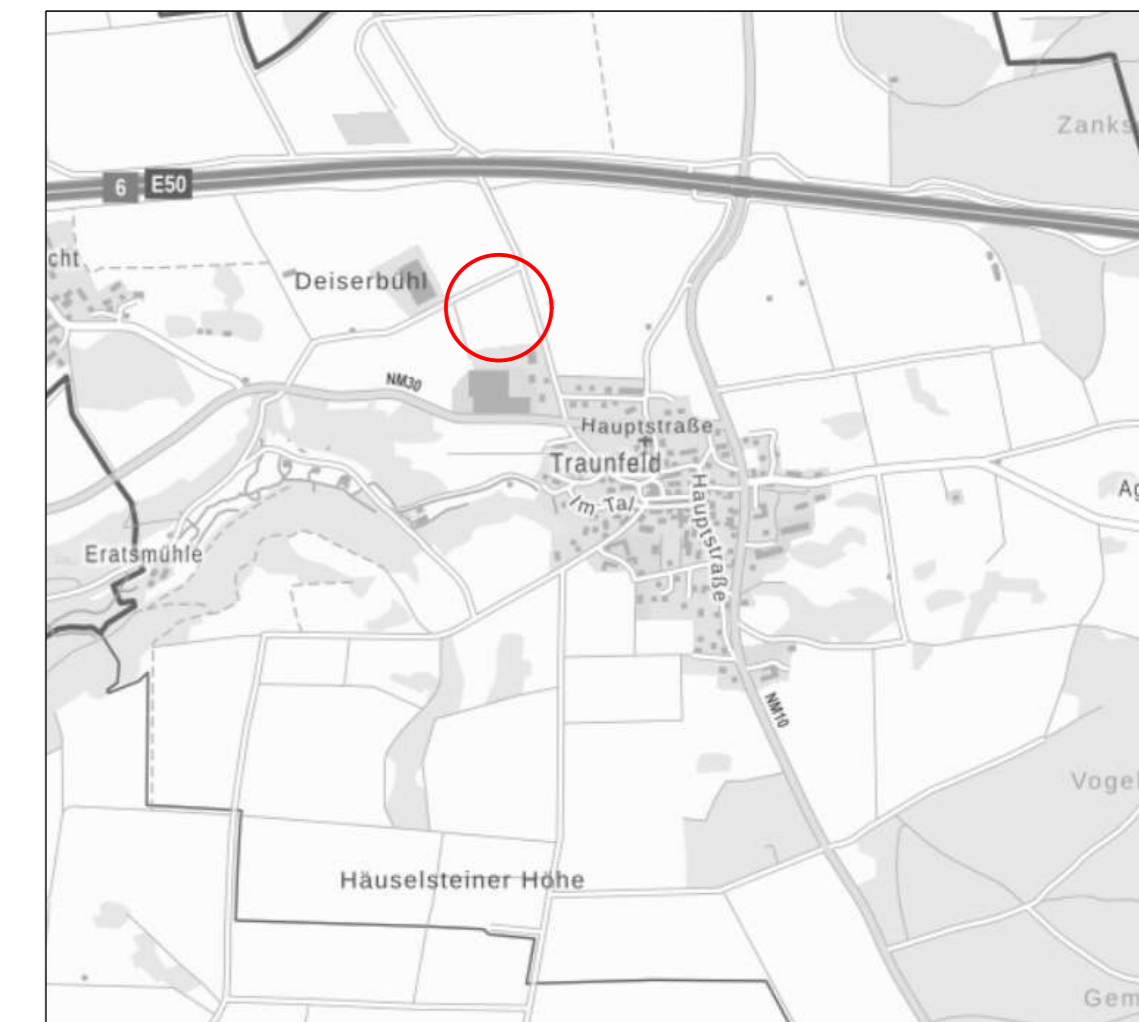 Zanks
6
E50
cht
Deiserbühl
NM30
Hauptstraße
Traunfeld
Im Tal
Hauptstraße
Ag
Eratsmühle
NM10
Vogel
Häuselsteiner Höhe
Gem